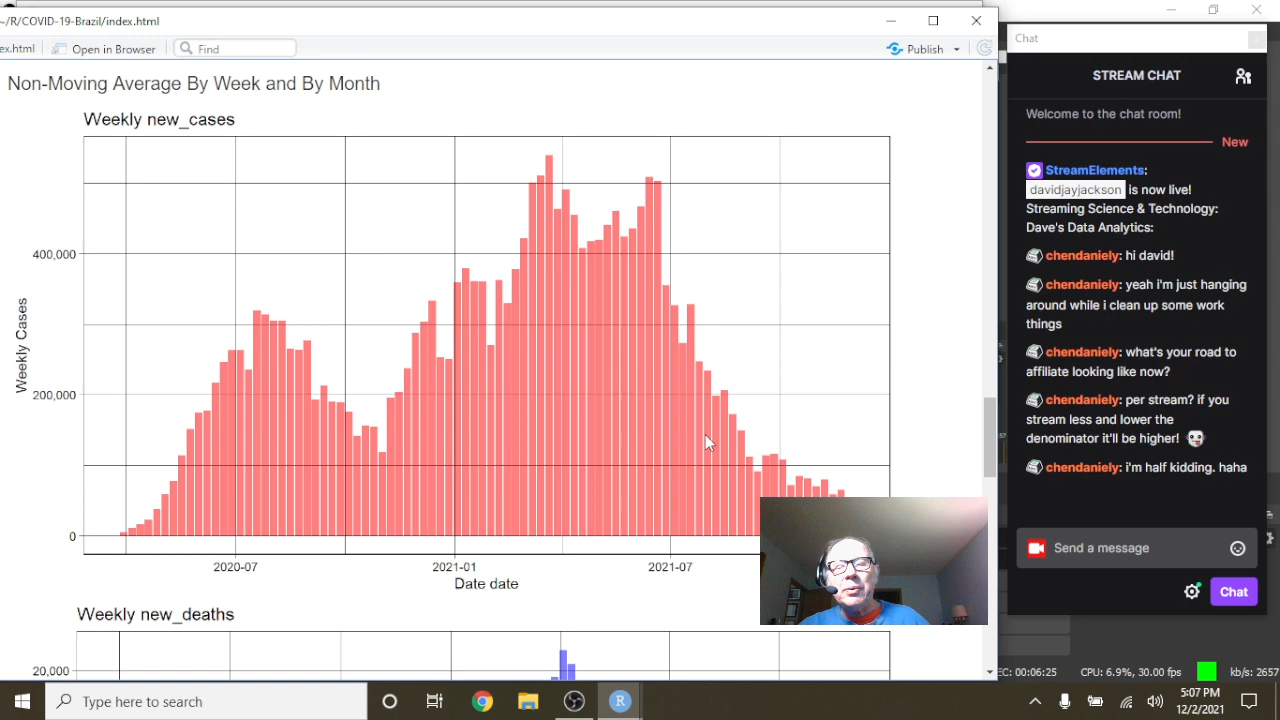 ~/R/COVID-19-Brazil/index.html
ex.html
Open in Browser
Find
Publish
Non-Moving Average By Week and By Month
Weekly new_cases
Weekly Cases
400,000
200,000
0
2020-07
2021-01
2021-07
Date date
Weekly new_deaths
20,000
Chat
STREAM CHAT
Welcome to the chat room!
New
StreamElements:
davidjayjackson is now live!
Streaming Science & Technology:
Dave's Data Analytics:
chendaniely: hi david!
chendaniely: yeah i'm just hanging
around while i clean up some work
things
chendaniely: what's your road to
affiliate looking like now?
chendaniely: per stream? if you
stream less and lower the
denominator it'll be higher!
chendaniely: i'm half kidding. haha
Send a message
Chat
EC: 00:06:25
CPU: 6.9%, 30.00 fps
kb/s: 2657
Type here to search
R
5:07 PM
12/2/2021